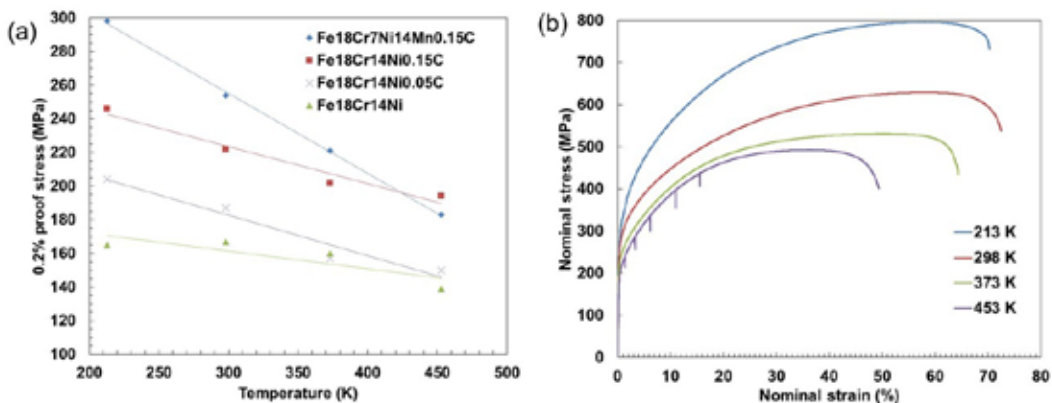 (a)
300
280
260
240
220
200
180
160
140
120
100
0.2% proof stress (MPa)
Fe18Cr7Ni14Mn0.15C
Fe18Cr14Ni0.15C
Fe18Cr14Ni0.05C
Fe18Cr14Ni
200 250 300 350 400 450 500
Temperature (K)
(b)
800
700
600
500
400
300
200
100
0
Nominal stress (MPa)
213 K
298 K
373 K
453 K
0 10 20 30 40 50 60 70 80
Nominal strain (%)